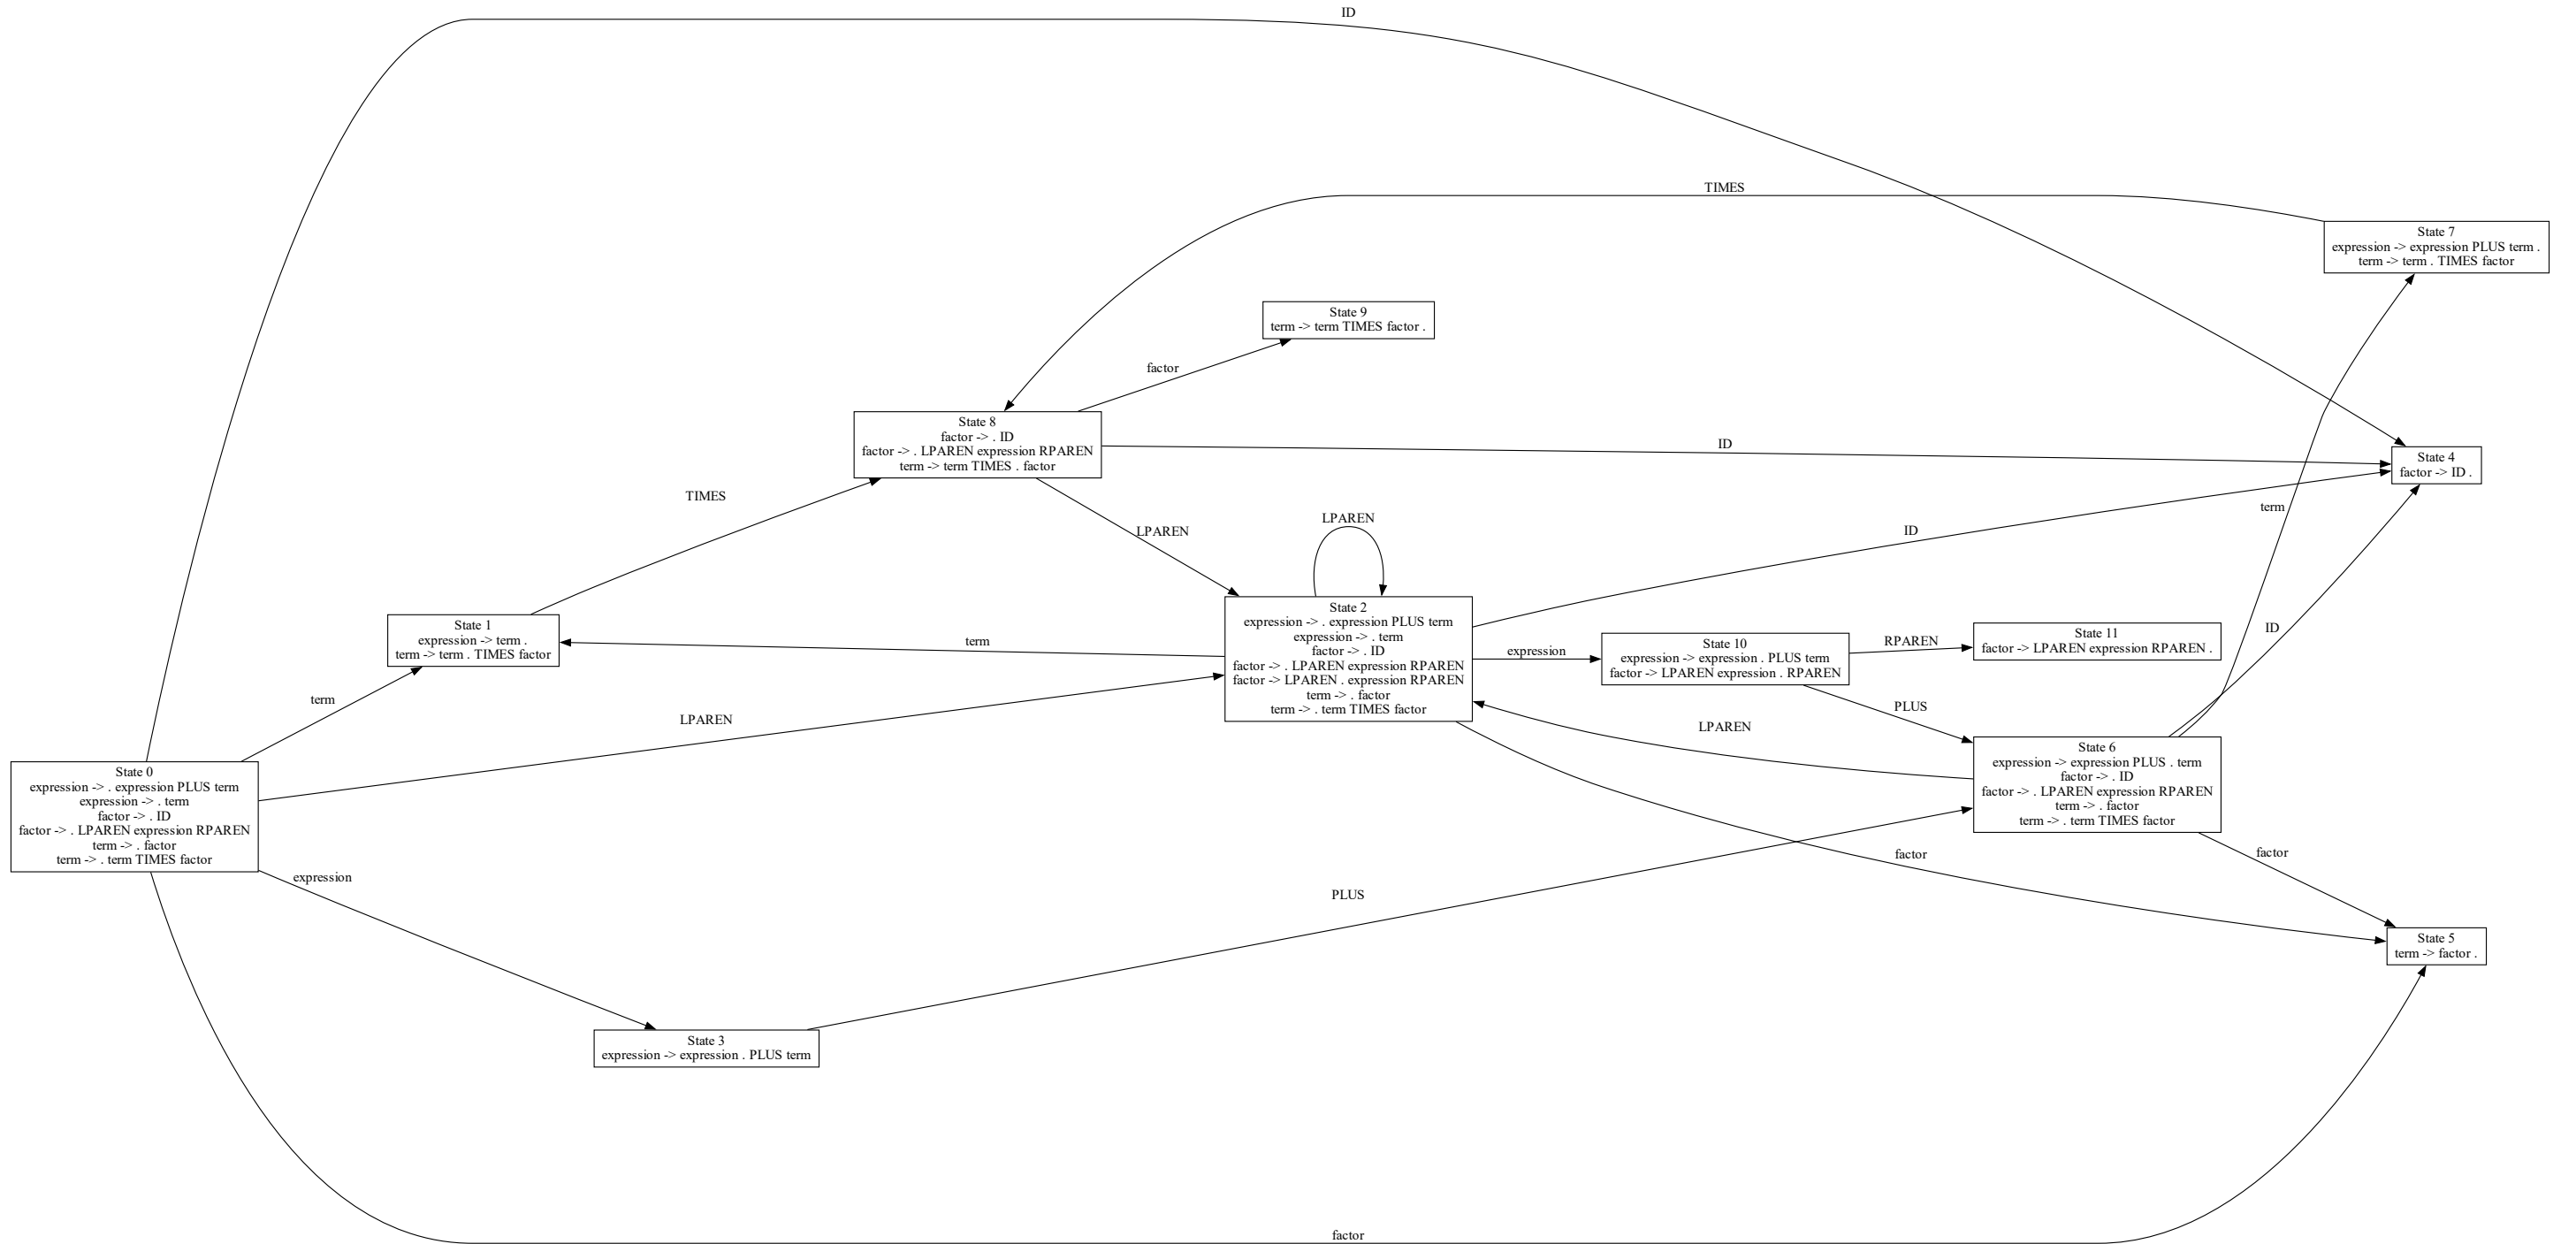 ID
TIMES
State 7
expression -> expression PLUS term .
term -> term . TIMES factor
State 9
term -> term TIMES factor .
factor
State 8
factor -> . ID
factor -> . LPAREN expression RPAREN
term -> term TIMES . factor
ID
State 4
factor -> ID .
TIMES
term
LPAREN
LPAREN
ID
State 2
expression -> . expression PLUS term
expression -> . term
factor -> . ID
factor -> . LPAREN expression RPAREN
factor -> LPAREN . expression RPAREN
term -> . factor
term -> . term TIMES factor
State 1
expression -> term .
term -> term . TIMES factor
term
expression
State 10
expression -> expression . PLUS term
factor -> LPAREN expression . RPAREN
RPAREN
State 11
factor -> LPAREN expression RPAREN .
ID
term
LPAREN
LPAREN
PLUS
State 6
expression -> expression PLUS . term
factor -> . ID
factor -> . LPAREN expression RPAREN
term -> . factor
term -> . term TIMES factor
State 0
expression -> . expression PLUS term
expression -> . term
factor -> . ID
factor -> . LPAREN expression RPAREN
term -> . factor
term -> . term TIMES factor
expression
factor
factor
PLUS
State 5
term -> factor .
State 3
expression -> expression . PLUS term
factor